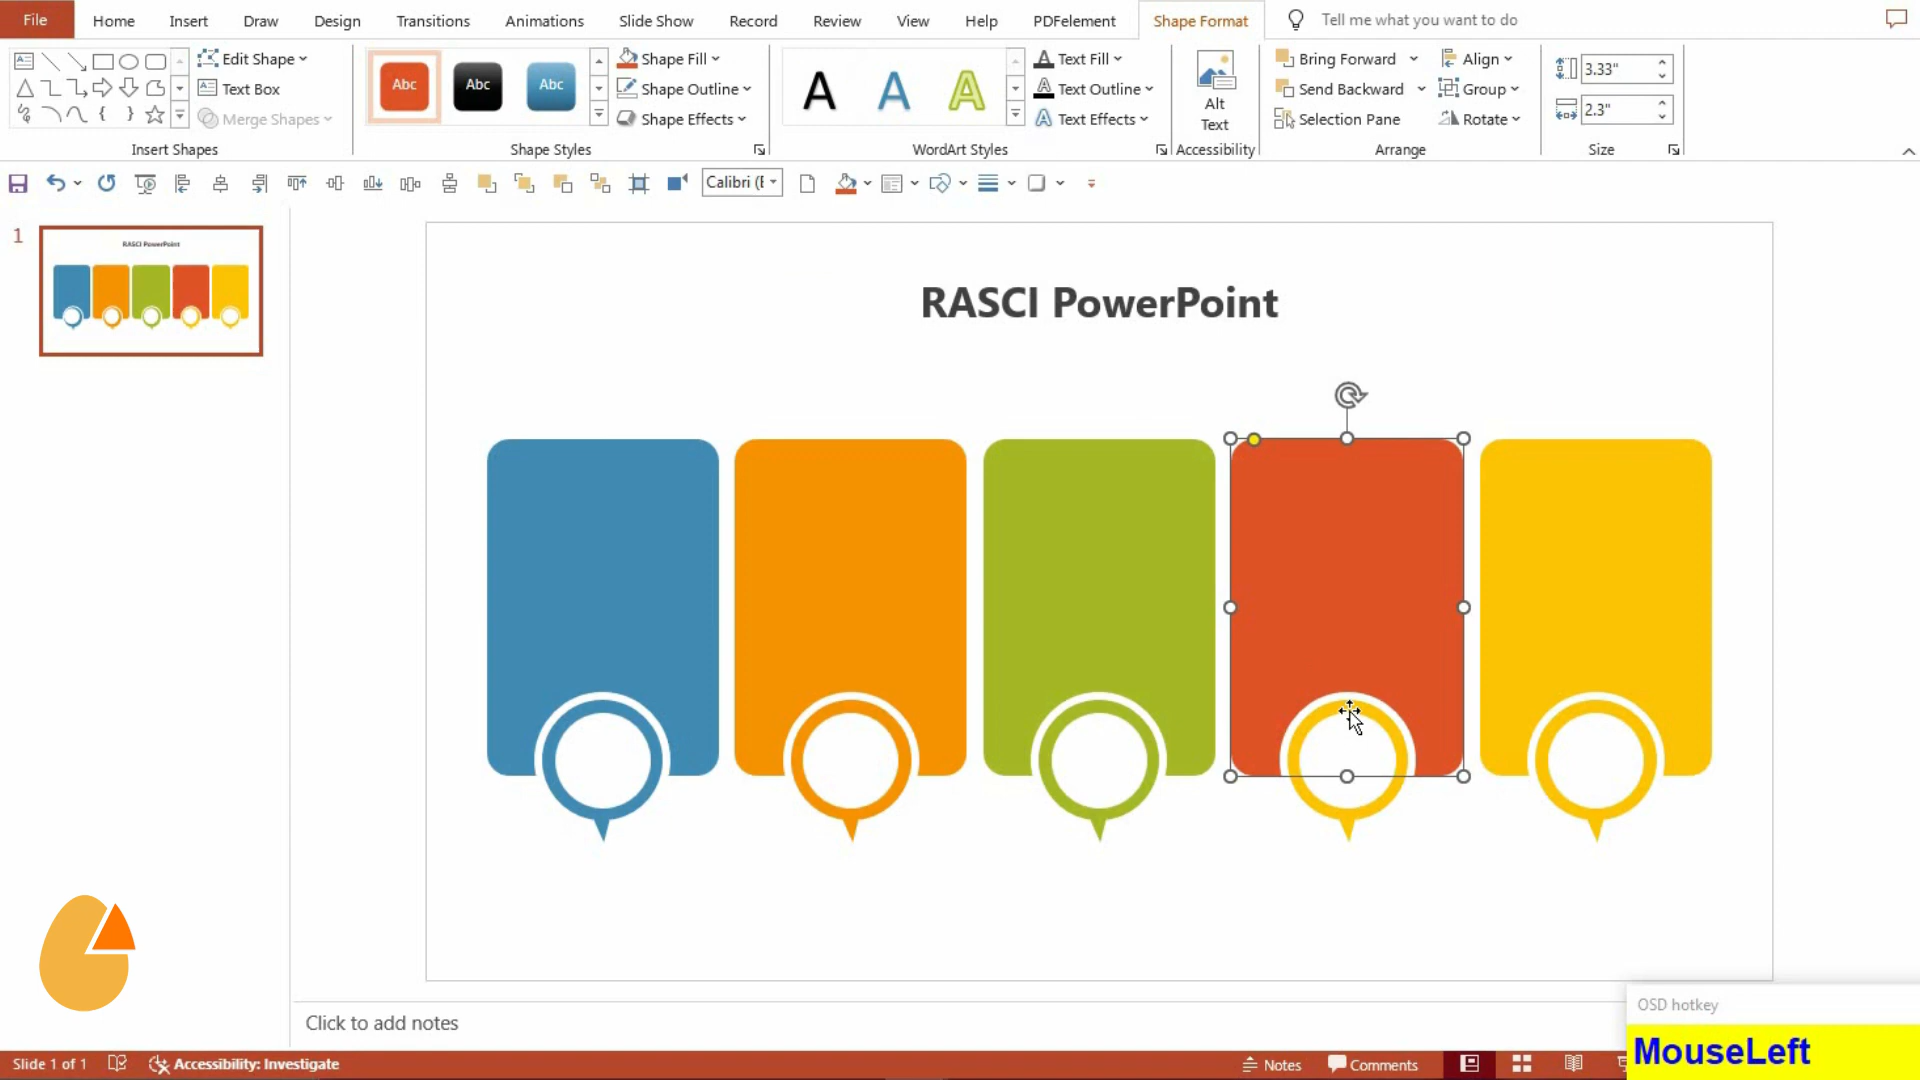 File Home Insert Draw Design Transitions Animations Slide Show Record Review View Help PDFelement Shape Format Tell me what you want to do
Edit Shape
Text Box
Merge Shapes
Insert Shapes
Abc Abc Abc
Shape Fill
Shape Outline
Shape Effects
Shape Styles
A A A
Text Fill
Text Outline
Text Effects
WordArt Styles
Alt
Text
Accessibility
Bring Forward
Send Backward
Selection Pane
Align
Group
Rotate
Arrange
3.33"
2.3"
Size
Calibri (E
1
RASCI PowerPoint
RASCI PowerPoint
Click to add notes
OSD hotkey
MouseLeft
Slide 1 of 1 Accessibility: Investigate Notes Comments